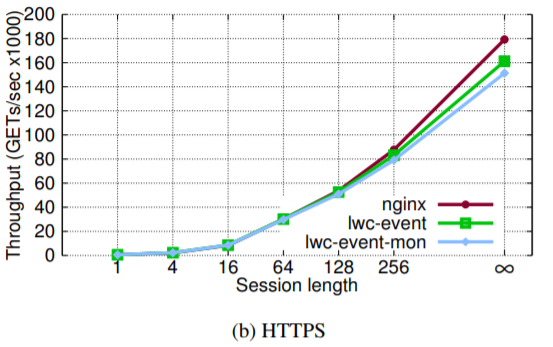 200
180
160
140
120
100
80
60
40
20
0
Throughput (GETs/sec x1000)
nginx
lwc-event
lwc-event-mon
1 4 16 64 128 256 ∞
Session length
(b) HTTPS